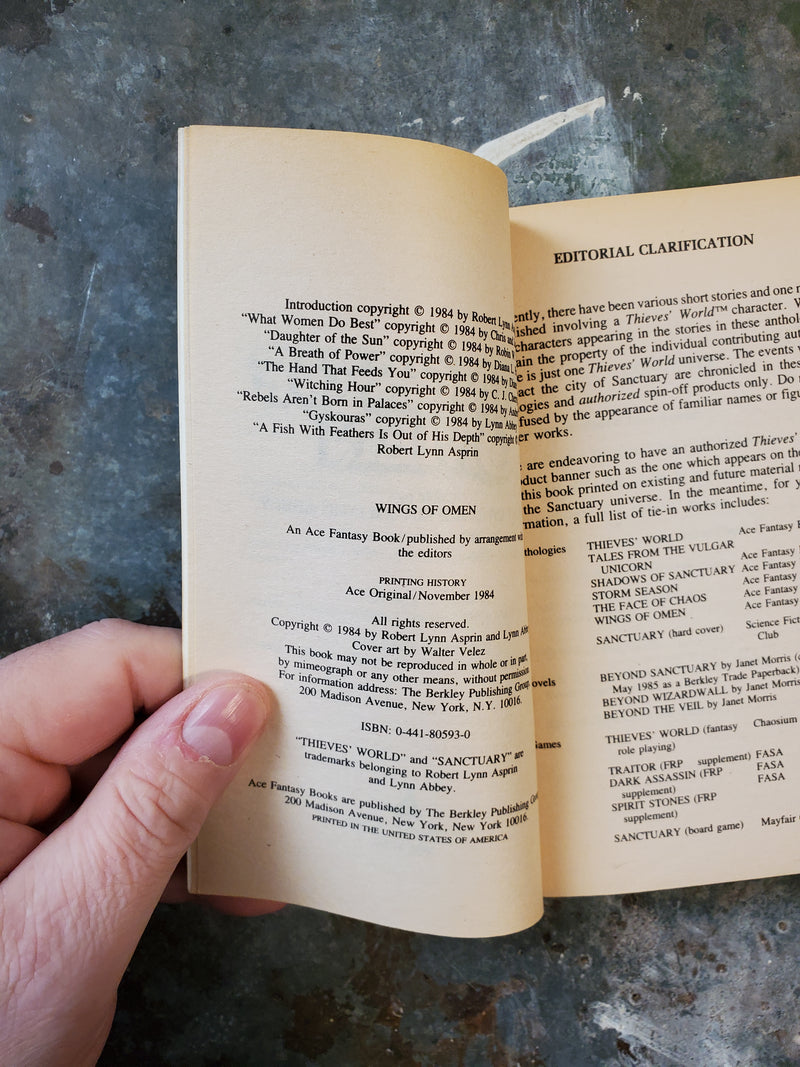 Introduction copyright © 1984 by Robert Lynn
"What Women Do Best" copyright © 1984 by Chris and
"Daughter of the Sun" copyright © 1984 by Robin
"A Breath of Power" copyright © 1984 by Diana L.
"The Hand That Feeds You" copyright © 1984 by
"Witching Hour" copyright © 1984 by C. J.
"Rebels Aren't Born in Palaces" copyright © 1984 by
"Gyskouras" copyright © 1984 by Lynn Abbey
"A Fish With Feathers Is Out of His Depth" copyright ©
Robert Lynn Asprin
WINGS OF OMEN
An Ace Fantasy Book/published by arrangement
the editors
PRINTING HISTORY
Ace Original/November 1984
All rights reserved.
Copyright © 1984 by Robert Lynn Asprin and Lynn
Cover art by Walter Velez
This book may not be reproduced in whole or in part,
by mimeograph or any other means, without permission.
For information address: The Berkley Publishing Group,
200 Madison Avenue, New York, N.Y. 10016.
ISBN: 0-441-80593-0
"THIEVES' WORLD" and "SANCTUARY" are
trademarks belonging to Robert Lynn Asprin
and Lynn Abbey.
Ace Fantasy Books are published by The Berkley Publishing
200 Madison Avenue, New York, New York 10016.
PRINTED IN THE UNITED STATES OF AMERICA
EDITORIAL CLARIFICATION
there have been various short stories and one
involving a Thieves' World™ character.
characters appearing in the stories in these
the property of the individual contributing
is just one Thieves' World universe. The events
the city of Sanctuary are chronicled in these
and authorized spin-off products only. Do
by the appearance of familiar names or
works.
are endeavoring to have an authorized Thieves'
banner such as the one which appears on the
this book printed on existing and future material
the Sanctuary universe. In the meantime, for
a full list of tie-in works includes:
THIEVES' WORLD Ace Fantasy
TALES FROM THE VULGAR
UNICORN Ace Fantasy
SHADOWS OF SANCTUARY Ace Fantasy
STORM SEASON Ace Fantasy
THE FACE OF CHAOS Ace Fantasy
WINGS OF OMEN Ace Fantasy
SANCTUARY (hard cover) Science
Club
BEYOND SANCTUARY by Janet Morris
May 1985 as a Berkley Trade Paperback)
BEYOND WIZARDWALL by Janet Morris
BEYOND THE VEIL by Janet Morris
THIEVES' WORLD (fantasy Chaosium
role playing)
TRAITOR (FRP supplement) FASA
DARK ASSASSIN (FRP FASA
supplement)
SPIRIT STONES (FRP FASA
supplement)
SANCTUARY (board game) Mayfair